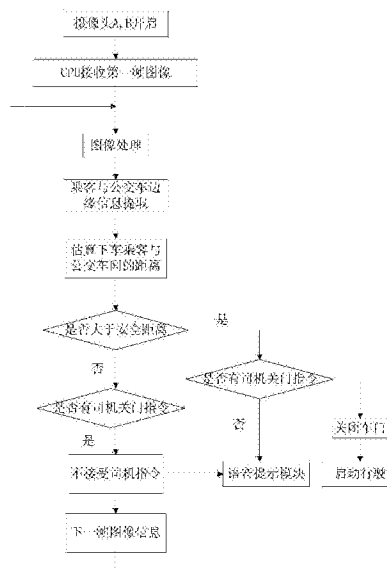 摄像头A,B开启
CPU接收第一帧图像
图像处理
乘客与公交车边
缘信息提取
估算下车乘客与
公交车间的距离
是否大于安全距离
是
否
是否有司机关门指令
是否有司机关门指令
否
是
关闭车门
不接受司机指令
语音提示模块
启动行驶
下一帧图像信息